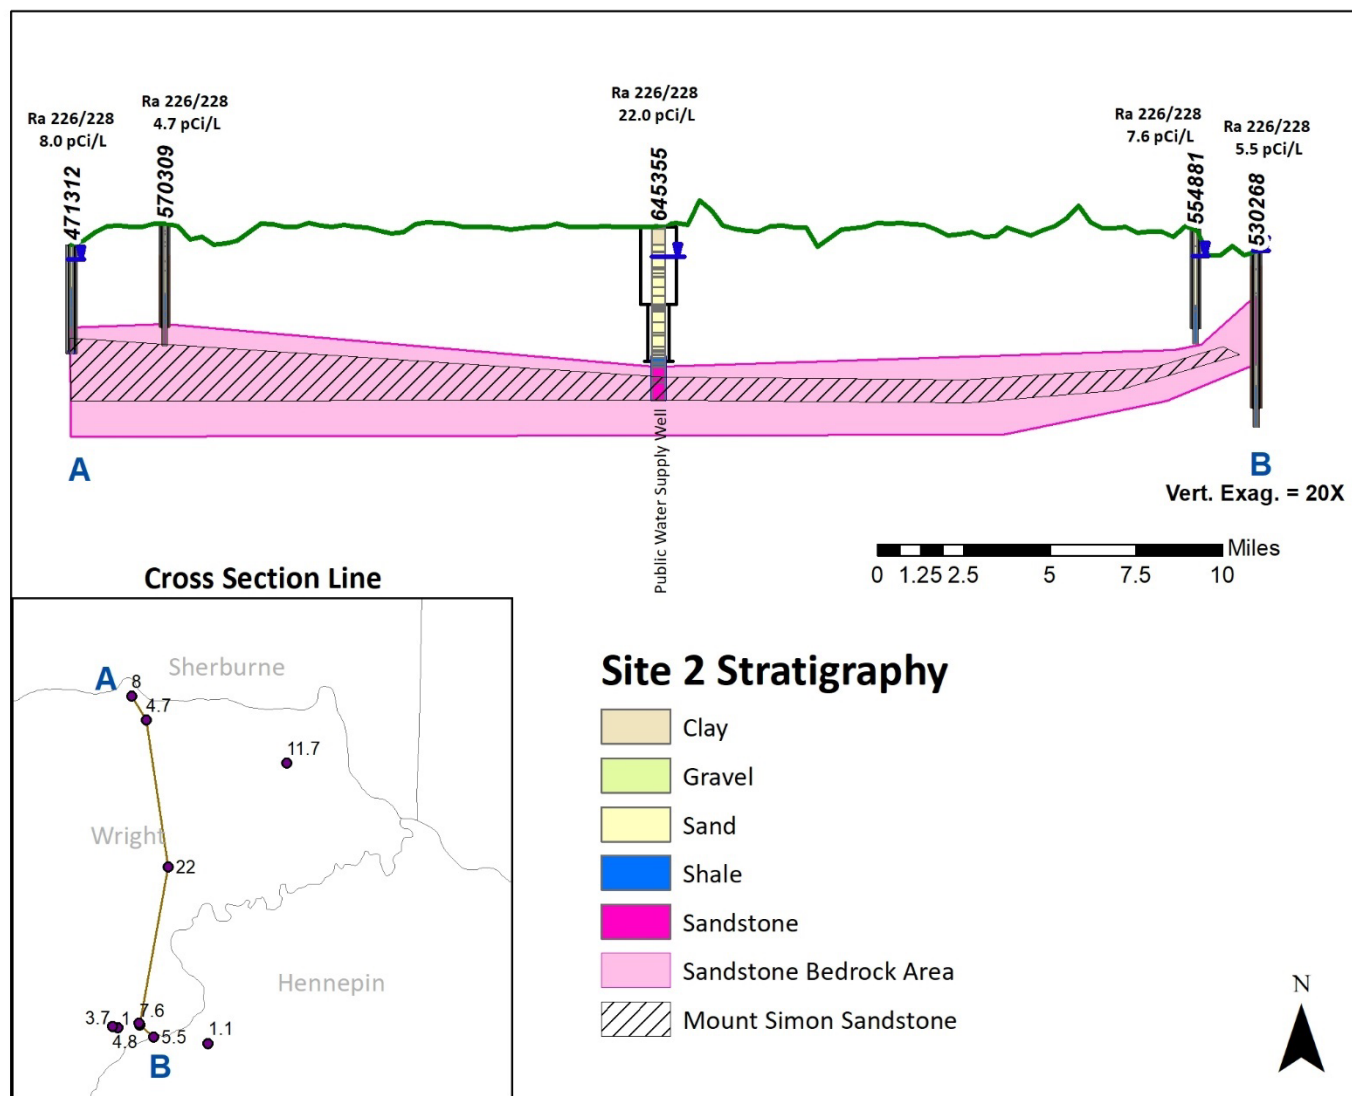 Ra 226/228
8.0 pCi/L
Ra 226/228
4.7 pCi/L
Ra 226/228
22.0 pCi/L
Ra 226/228
7.6 pCi/L
Ra 226/228
5.5 pCi/L
471312
570309
645355
554881
530268
A
B
Public Water Supply Well
Vert. Exag. = 20X
Miles
0 1.25 2.5 5 7.5 10
Cross Section Line
Sherburne
A
8
4.7
11.7
Wright
22
Hennepin
3.7
1
7.6
4.8
5.5
1.1
B
Site 2 Stratigraphy
Clay
Gravel
Sand
Shale
Sandstone
Sandstone Bedrock Area
Mount Simon Sandstone
N